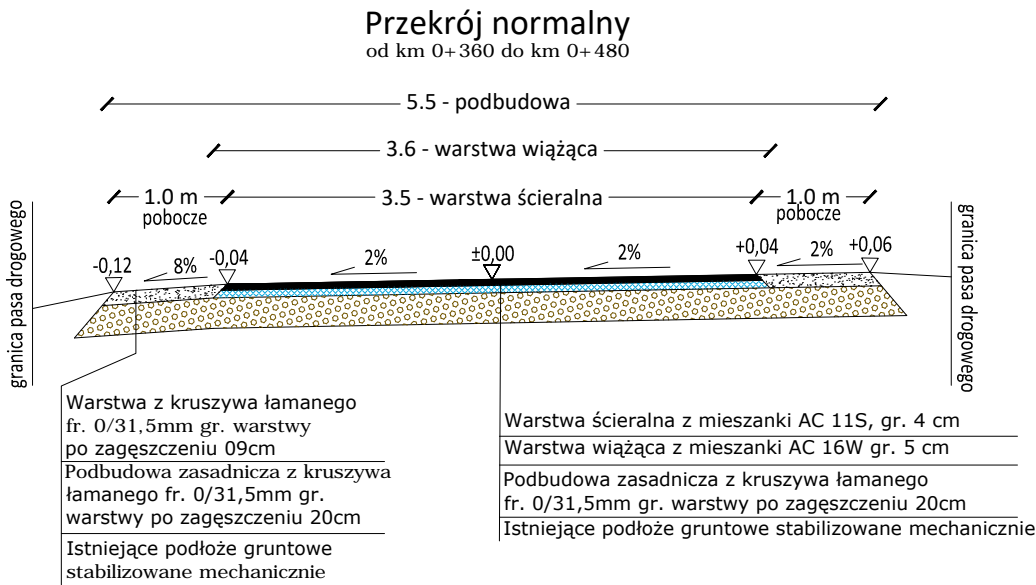 Przekrój normalny
od km 0+360 do km 0+480
5.5 - podbudowa
3.6 - warstwa wiążąca
1.0 m
pobocze
3.5 - warstwa ścieralna
1.0 m
pobocze
granica pasa drogowego
granica pasa drogowego
-0,12
8%
-0,04
2%
±0,00
2%
+0,04
2%
+0,06
Warstwa z kruszywa łamanego
fr. 0/31,5mm gr. warstwy
po zagęszczeniu 09cm
Podbudowa zasadnicza z kruszywa
łamanego fr. 0/31,5mm gr.
warstwy po zagęszczeniu 20cm
Istniejące podłoże gruntowe
stabilizowane mechanicznie
Warstwa ścieralna z mieszanki AC 11S, gr. 4 cm
Warstwa wiążąca z mieszanki AC 16W gr. 5 cm
Podbudowa zasadnicza z kruszywa łamanego
fr. 0/31,5mm gr. warstwy po zagęszczeniu 20cm
Istniejące podłoże gruntowe stabilizowane mechanicznie